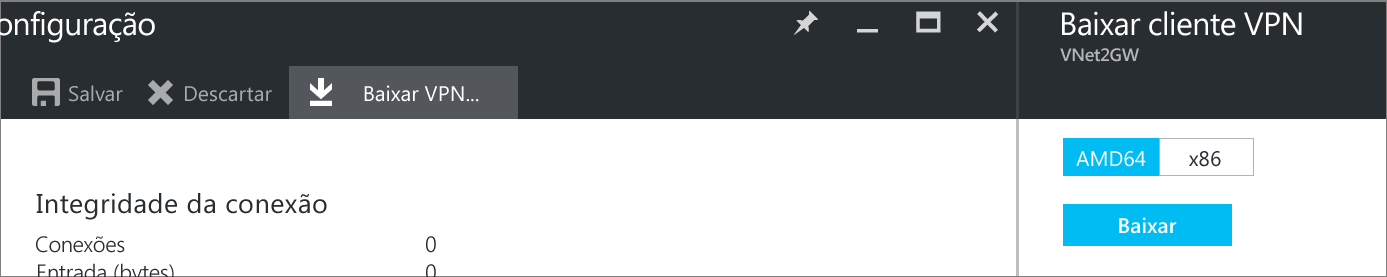 onfiguração
Salvar
Descartar
Baixar VPN...
Integridade da conexão
Conexões 0
Entrada (bytes) 0
Baixar cliente VPN
VNet2GW
AMD64 x86
Baixar